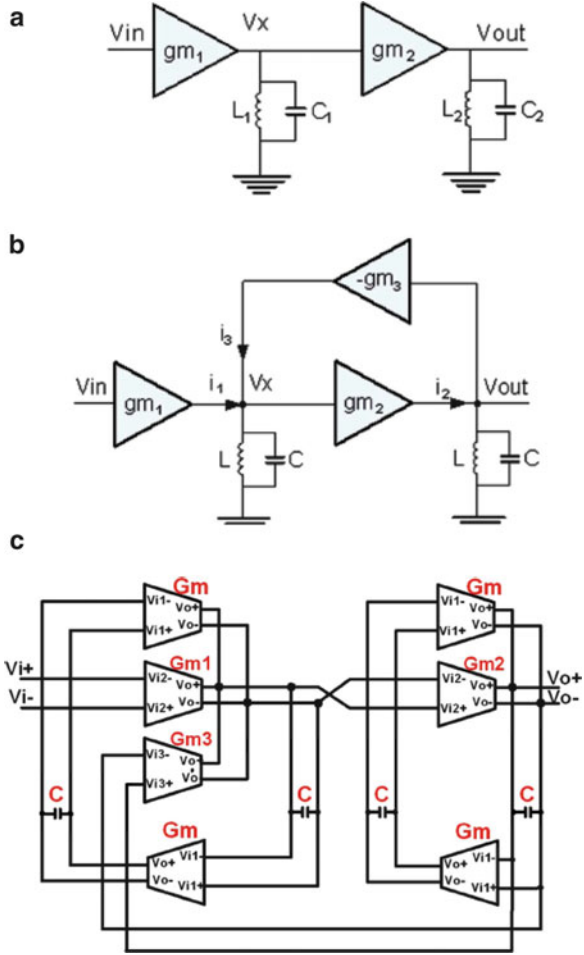 a
Vin gm1 Vx gm2 Vout
L1 C1 L2 C2
b
-gm3
i3
Vin gm1 i1 Vx gm2 i2 Vout
L C L C
c
Gm Gm
Vi1- Vo+ Vi1- Vo+
Vi1+ Vo- Vi1+ Vo-
Gm1 Gm2
Vi+ Vi2- Vo+ Vi2- Vo+ Vo+
Vi- Vi2+ Vo- Vi2+ Vo- Vo-
Gm3
Vi3- Vo-
Vi3+ Vo
C C C C
Gm Gm
Vo+ Vi1- Vo+ Vi1-
Vo- Vi1+ Vo- Vi1+